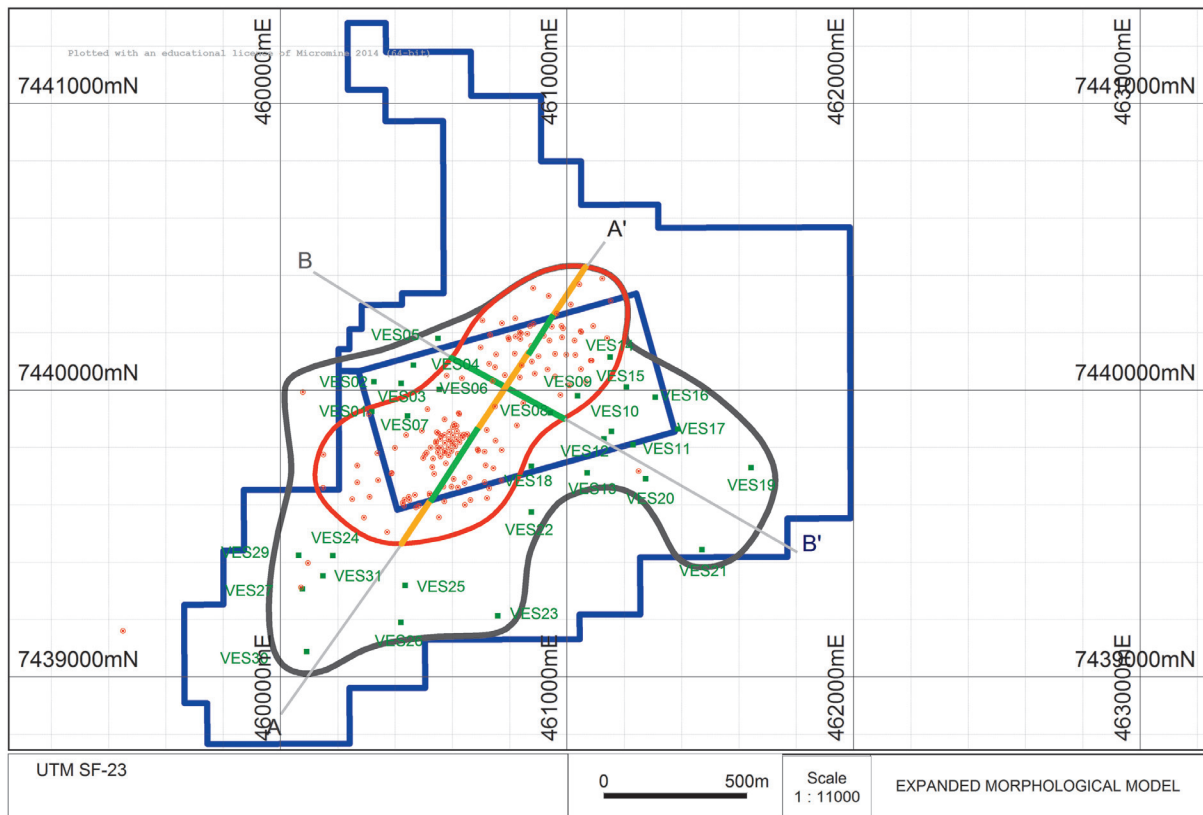 Plotted with an educational license of Micromine 2014 (64-bit)
460000mE
461000mE
462000mE
463000mE
7441000mN
7441000mN
A'
B
VES05
VES14
VES04
VES02
VES03
VES06
VES09
VES15
VES16
VES01
VES07
VES08
VES10
VES17
VES12
VES11
VES18
VES13
VES20
VES19
7440000mN
7440000mN
VES22
VES24
VES29
B'
VES31
VES21
VES27
VES25
VES23
VES26
VES30
7439000mN
7439000mN
460000mE
461000mE
462000mE
463000mE
A
UTM SF-23
0 500m
Scale
1 : 11000
EXPANDED MORPHOLOGICAL MODEL